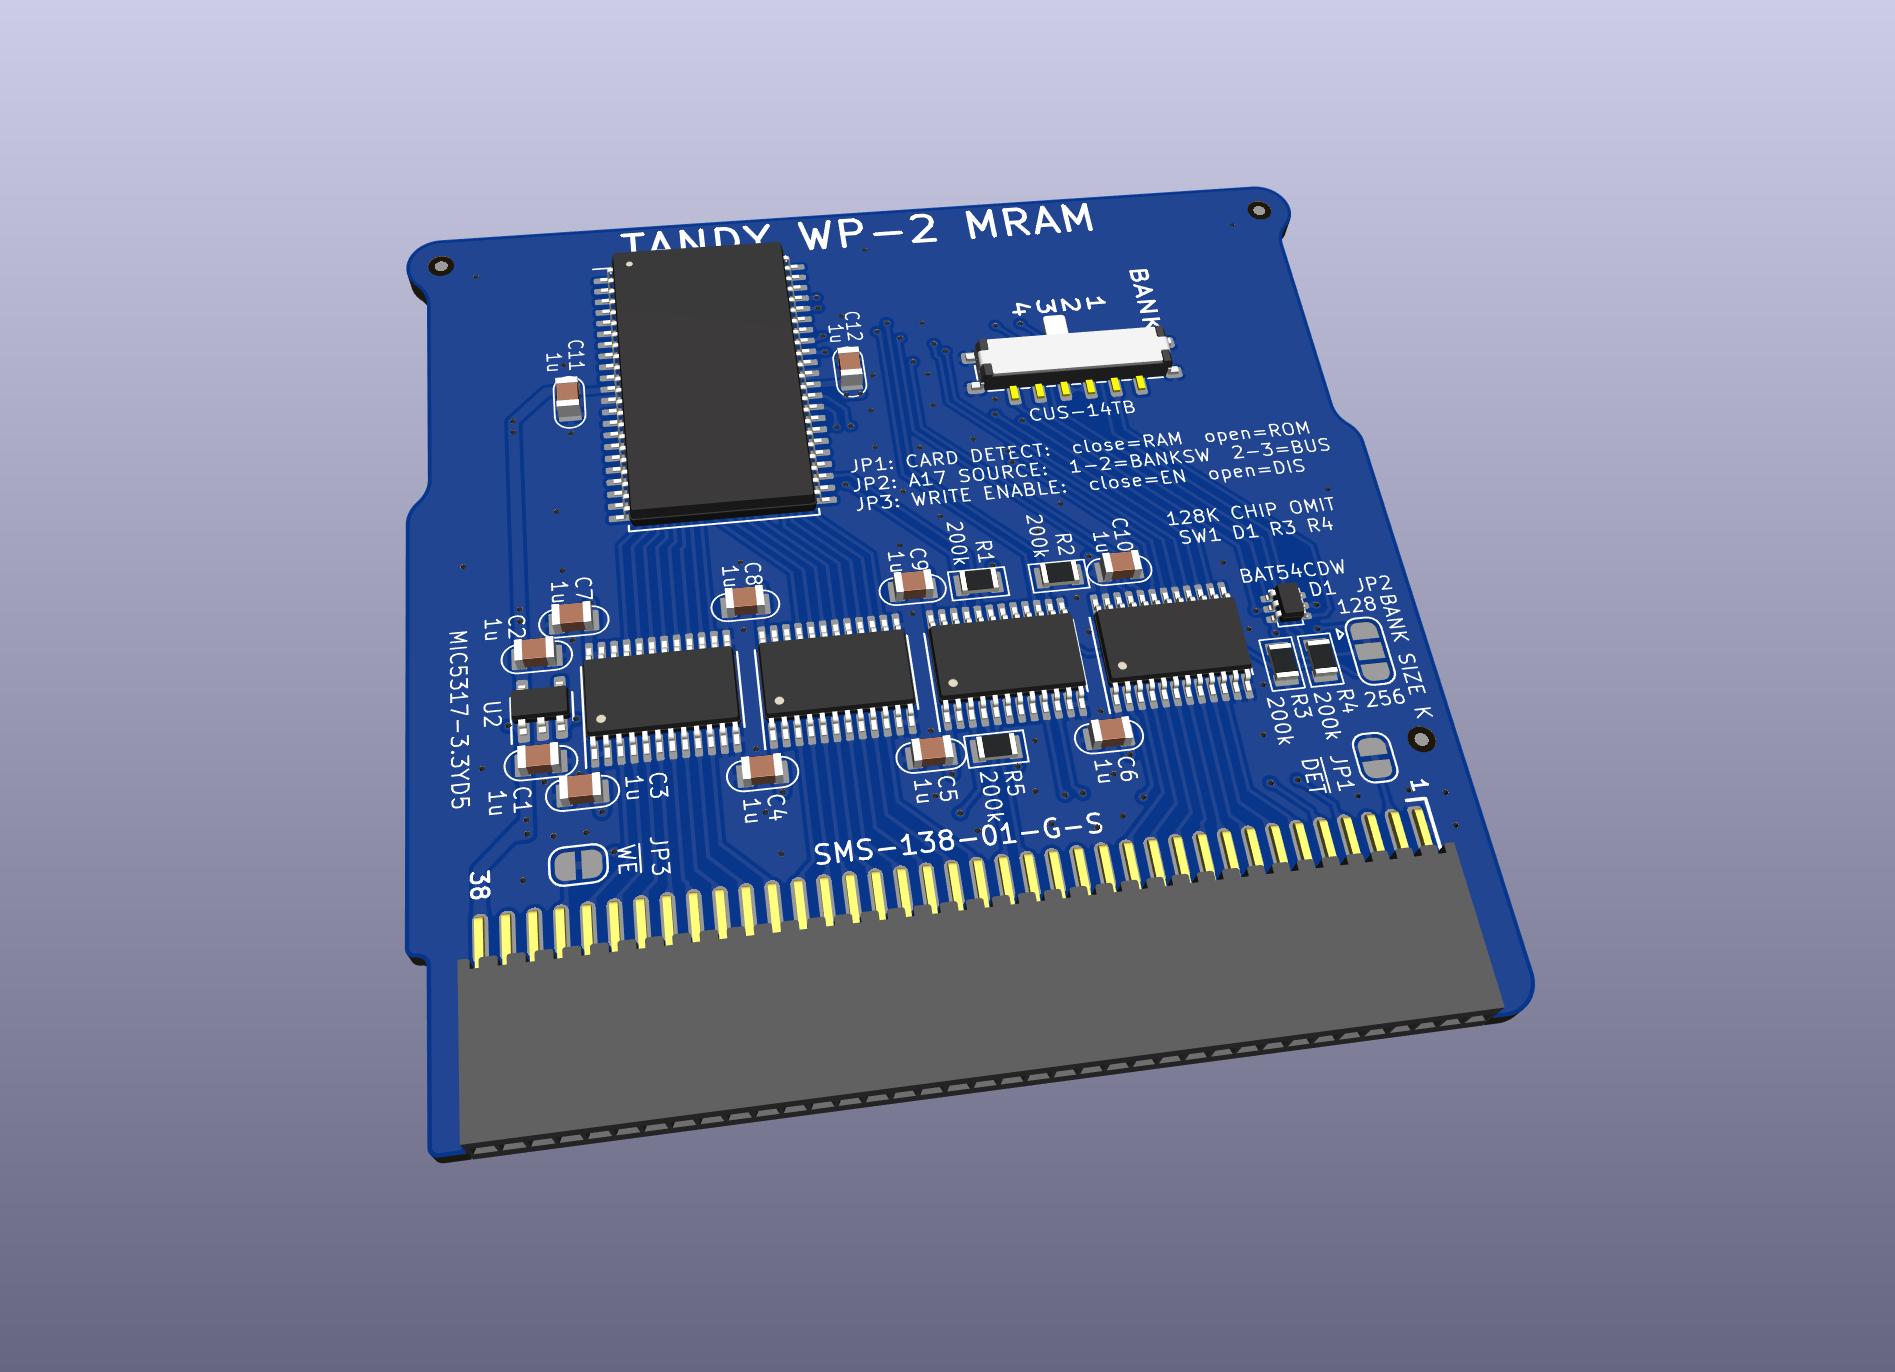 TANDY WP-2 MRAM
BANK
4 3 2 1
C11
1u
C12
1u
CUS-14TB
JP1: CARD DETECT: close=RAM open=ROM
JP2: A17 SOURCE: 1-2=BANKSW 2-3=BUS
JP3: WRITE ENABLE: close=EN open=DIS
128K CHIP OMIT
SW1 D1 R3 R4
C7
1u
C8
1u
C9
1u
R1
200k
R2
200k
C10
1u
BAT54CDW
D1
JP2
128
256
BANK SIZE K
C2
1u
MIC5317-3.3YD5
U2
C1
1u
C3
1u
C4
1u
C5
1u
R5
200k
C6
1u
R3
200k
R4
200k
JP1
DET
1
SMS-138-01-G-S
JP3
WE
38